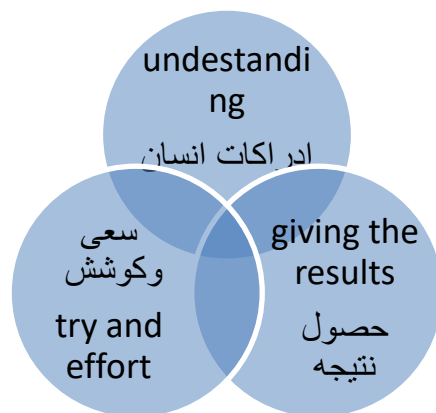 undestandi
ng
ادراکات انسان
سعی
وکوشش
try and
effort
giving the
results
حصول
نتیجه